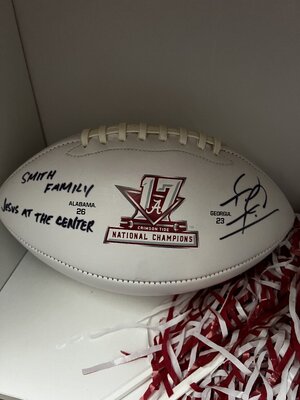 SMITH
FAMILY
JESUS AT THE CENTER
ALABAMA
26
17
A
CRIMSON TIDE
NATIONAL CHAMPIONS
GEORGIA
23